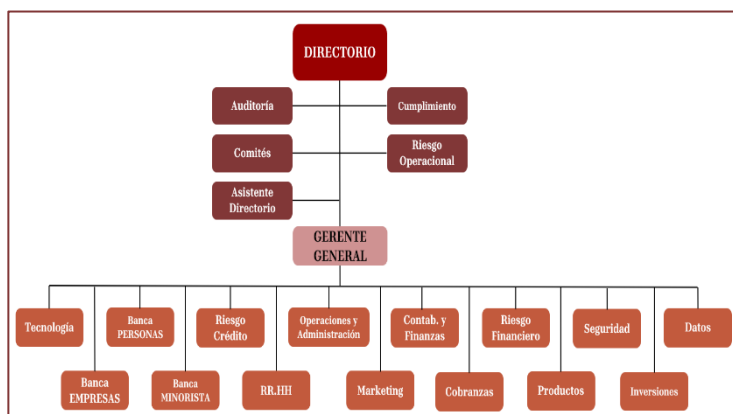 DIRECTORIO
Auditoría
Cumplimiento
Comités
Riesgo
Operacional
Asistente
Directorio
GERENTE
GENERAL
Tecnología
Banca
PERSONAS
Riesgo
Crédito
Operaciones y
Administración
Contab. y
Finanzas
Riesgo
Financiero
Seguridad
Datos
Banca
EMPRESAS
Banca
MINORISTA
RR.HH
Marketing
Cobranzas
Productos
Inversiones